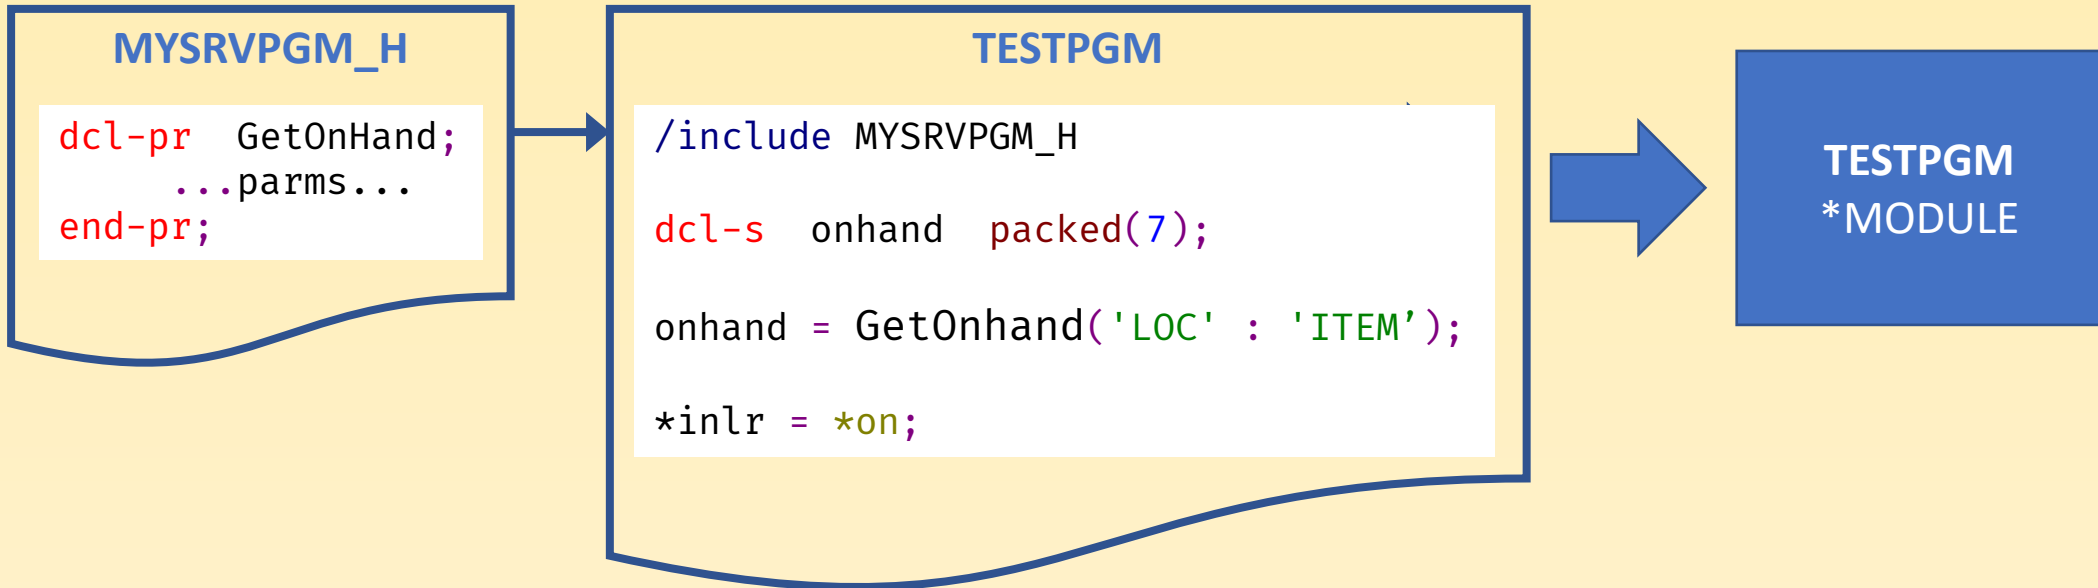 MYSRVPGM_H
dcl-pr  GetOnHand;
     ...parms...
end-pr;
TESTPGM
/include MYSRVPGM_H
dcl-s  onhand  packed(7);
onhand = GetOnhand('LOC' : 'ITEM’);
*inlr = *on;
TESTPGM
*MODULE